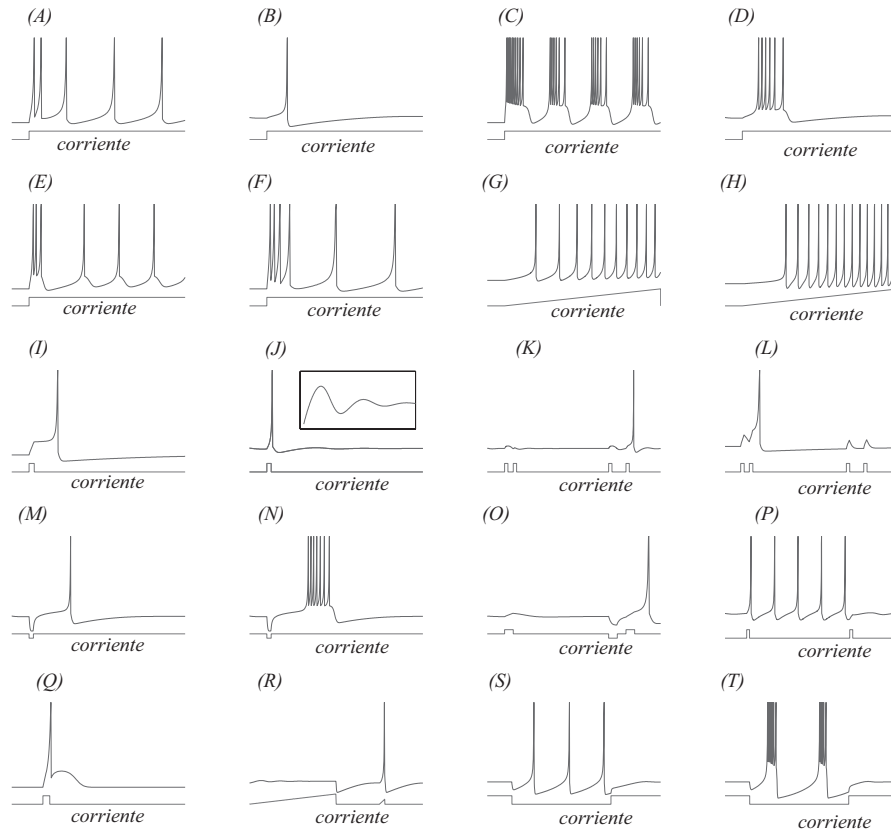 (A) (B) (C) (D)
corriente corriente corriente corriente
(E) (F) (G) (H)
corriente corriente corriente corriente
(I) (J) (K) (L)
corriente corriente corriente corriente
(M) (N) (O) (P)
corriente corriente corriente corriente
(Q) (R) (S) (T)
corriente corriente corriente corriente